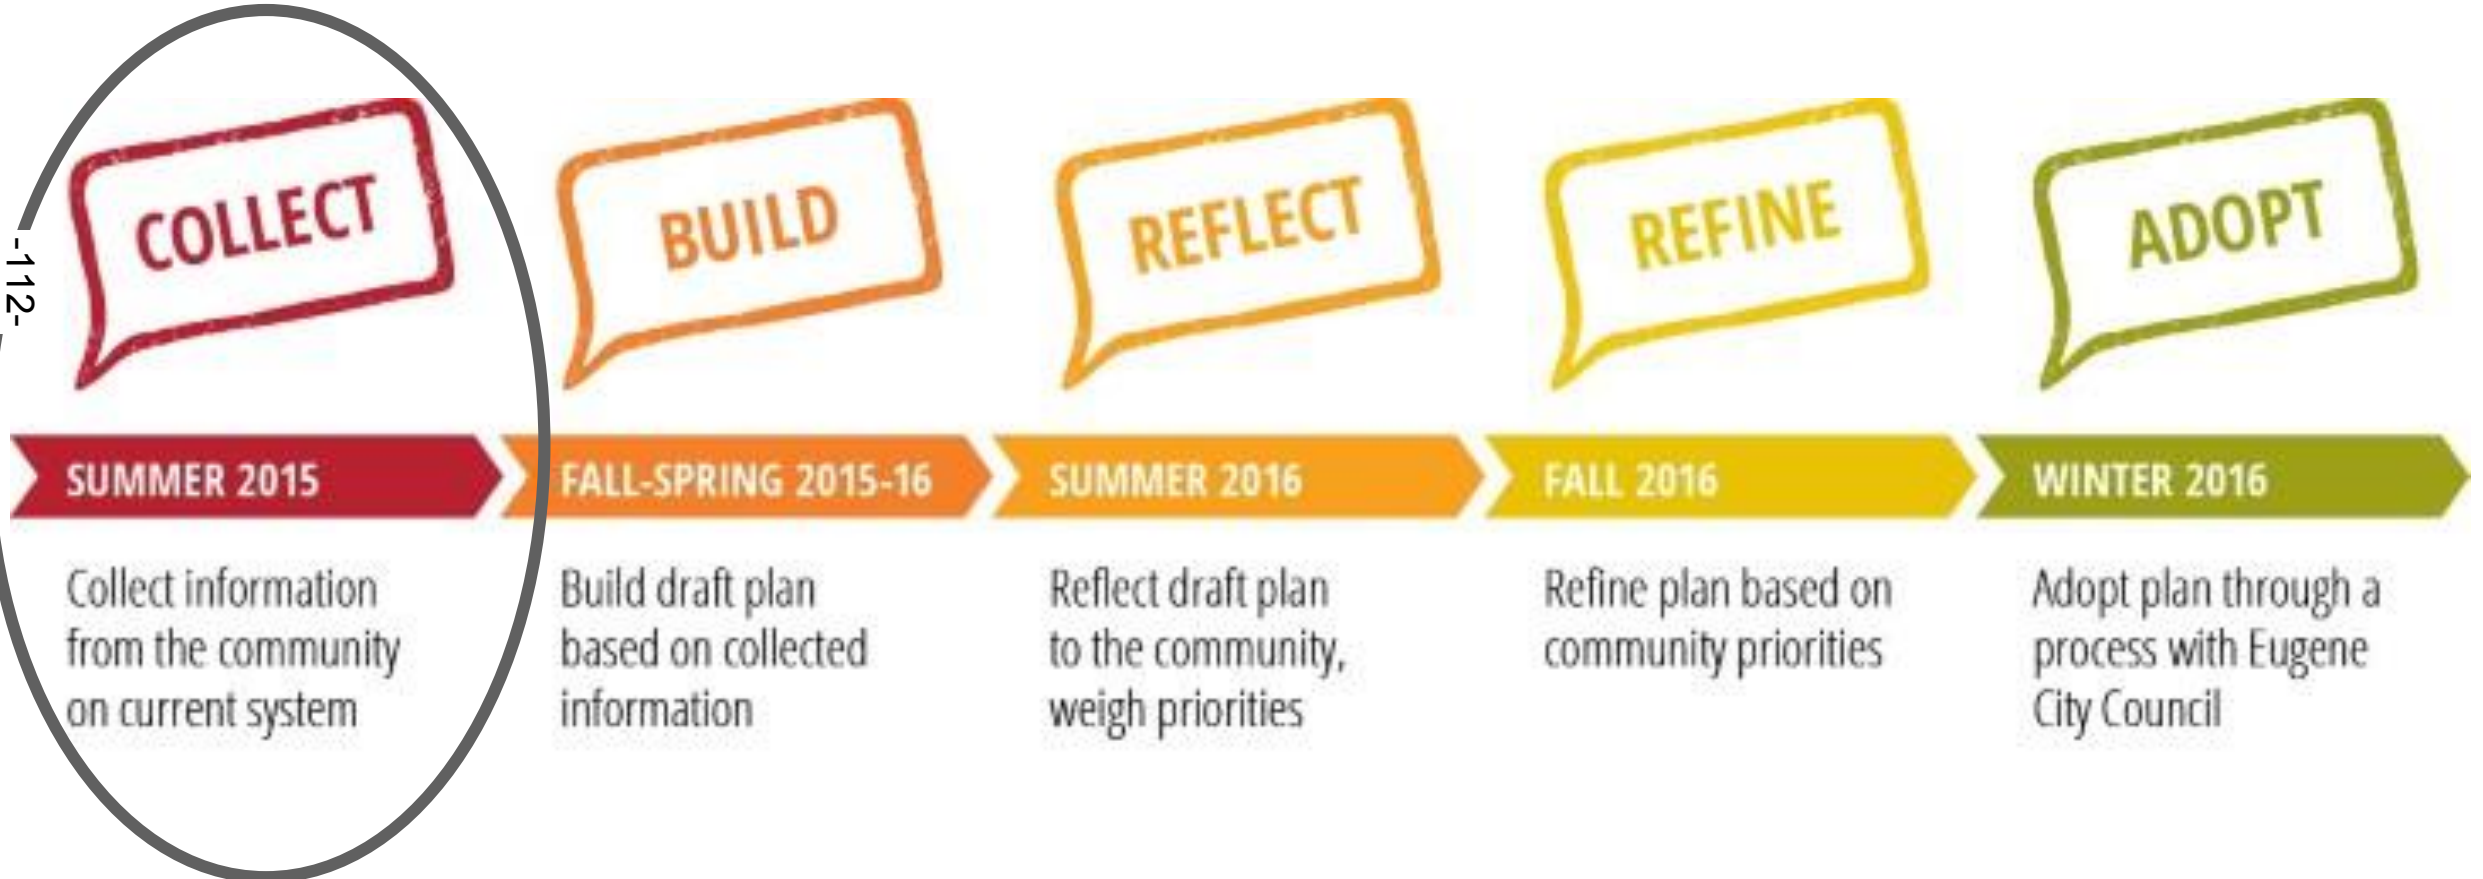 COLLECT
BUILD
REFLECT
REFINE
ADOPT
-112-
SUMMER 2015
FALL-SPRING 2015-16
SUMMER 2016
FALL 2016
WINTER 2016
Collect information
from the community
on current system
Build draft plan
based on collected
information
Reflect draft plan
to the community,
weigh priorities
Refine plan based on
community priorities
Adopt plan through a
process with Eugene
City Council